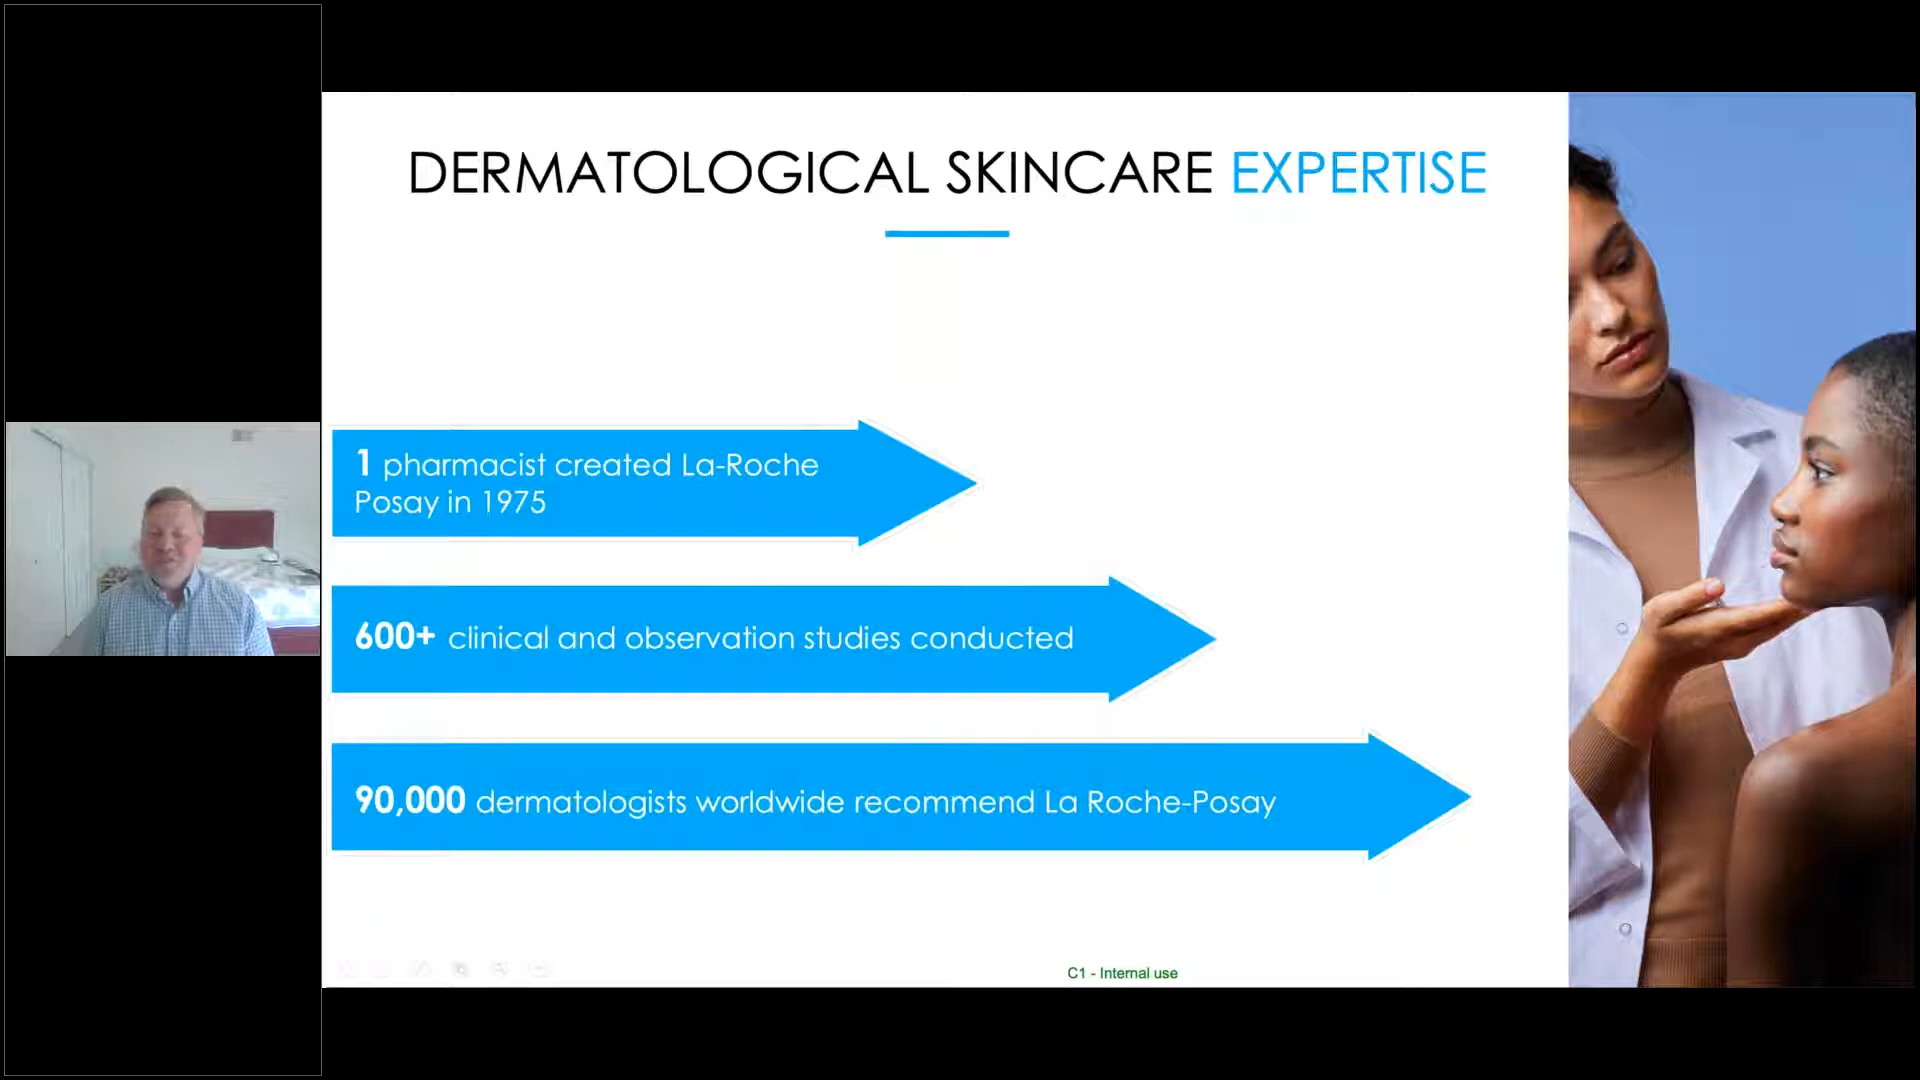 DERMATOLOGICAL SKINCARE EXPERTISE
1 pharmacist created La-Roche
Posay in 1975
600+ clinical and observation studies conducted
90,000 dermatologists worldwide recommend La Roche-Posay
C1 - Internal use